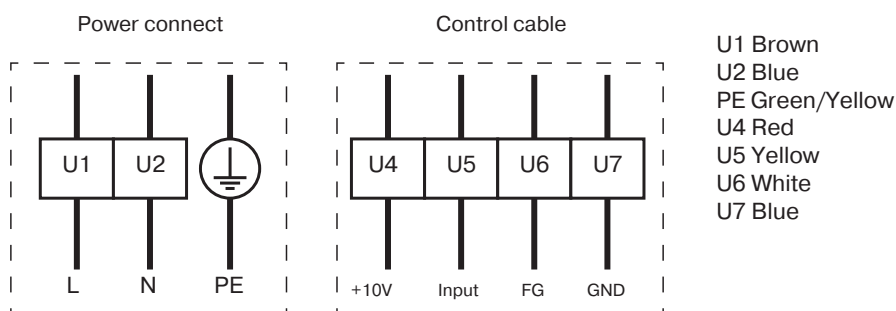 Power connect
Control cable
U1 Brown
U2 Blue
PE Green/Yellow
U4 Red
U5 Yellow
U6 White
U7 Blue
U1 U2
U4 U5 U6 U7
L N PE
+10V Input FG GND